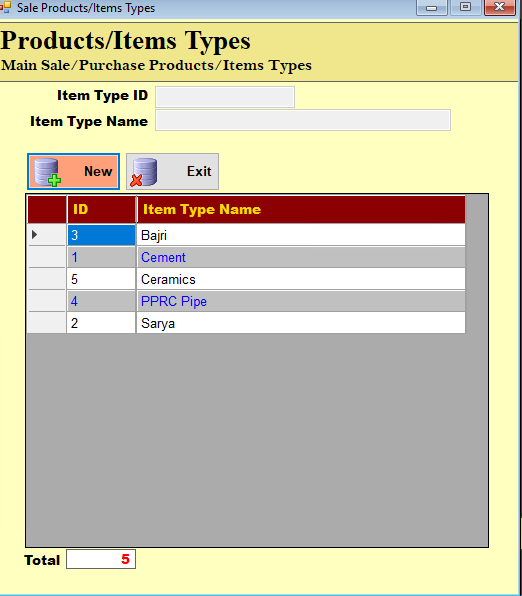 Sale Products/Items Types
Products/Items Types
Main Sale/Purchase Products/Items Types
Item Type ID
Item Type Name
New Exit
ID Item Type Name
3 Bajri
1 Cement
5 Ceramics
4 PPRC Pipe
2 Sarya
Total 5